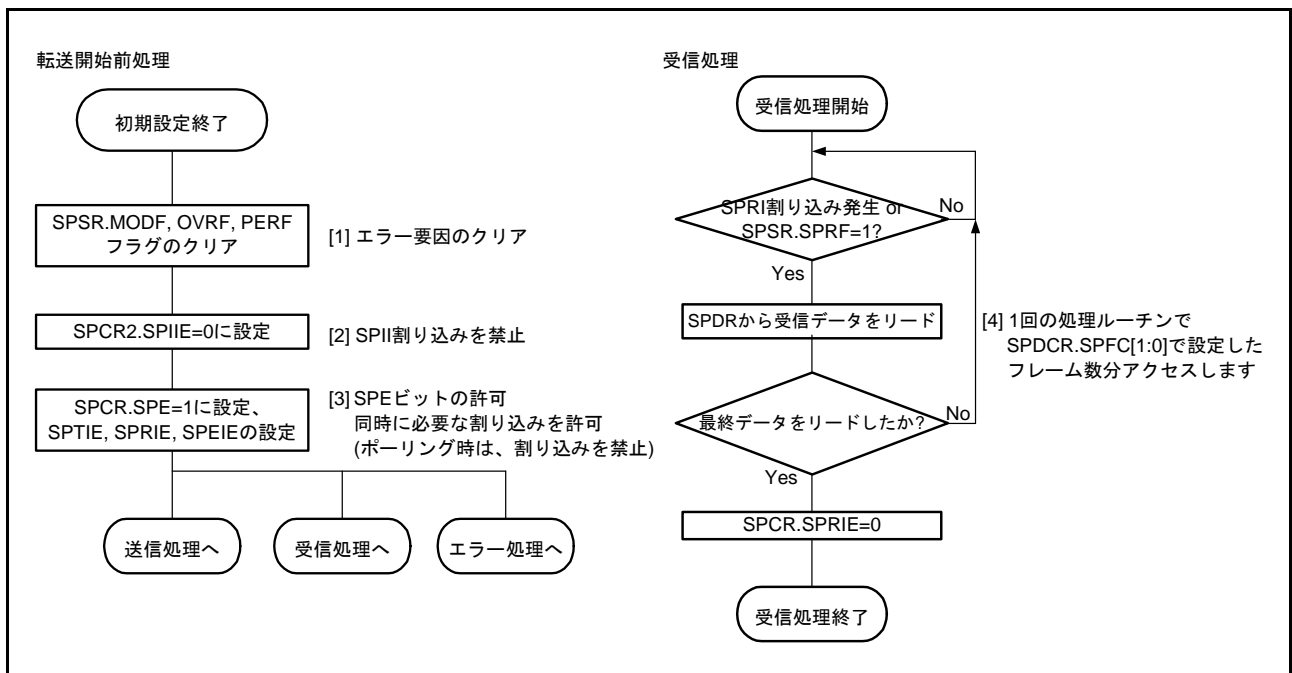 転送開始前処理
初期設定終了
SPSR.MODF, OVRF, PERF
フラグのクリア
[1] エラー要因のクリア
SPCR2.SPIIE=0に設定
[2] SPII割り込みを禁止
SPCR.SPE=1に設定、
SPTIE, SPRIE, SPEIEの設定
[3] SPEビットの許可
同時に必要な割り込みを許可
(ポーリング時は、割り込みを禁止)
送信処理へ
受信処理へ
エラー処理へ
受信処理
受信処理開始
SPRI割り込み発生 or
SPSR.SPRF=1?
No
Yes
SPDRから受信データをリード
[4] 1回の処理ルーチンで
SPDCR.SPFC[1:0]で設定した
フレーム数分アクセスします
最終データをリードしたか?
No
Yes
SPCR.SPRIE=0
受信処理終了